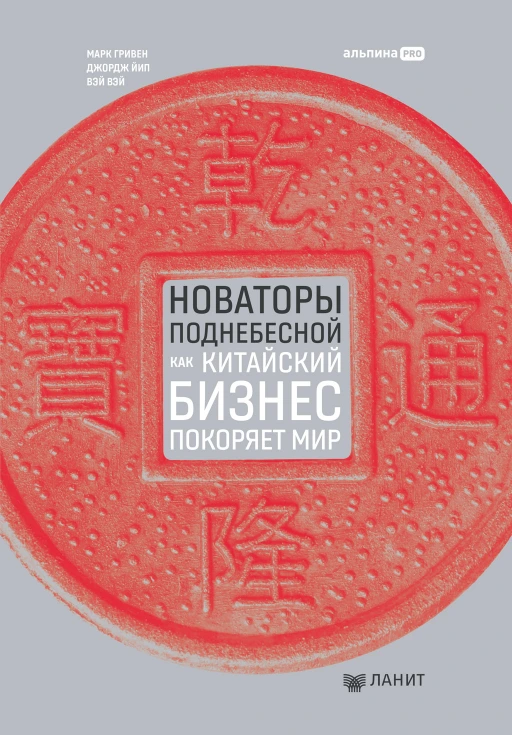 МАРК ГРИВЕН
ДЖОРДЖ ЙИП
ВЭЙ ВЭЙ
альпина PRO
乾
НОВАТОРЫ
ПОДНЕБЕСНОЙ
КАК КИТАЙСКИЙ
БИЗНЕС
ПОКОРЯЕТ МИР
寶
通
隆
ЛАНИТ